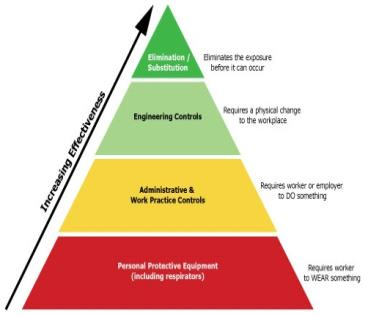 Increasing Effectiveness
Elimination /
Substitution
Eliminates the exposure
before it can occur
Engineering Controls
Requires a physical change
to the workplace
Administrative &
Work Practice Controls
Requires worker or employer
to DO something
Personal Protective Equipment
(including respirators)
Requires worker
to WEAR something